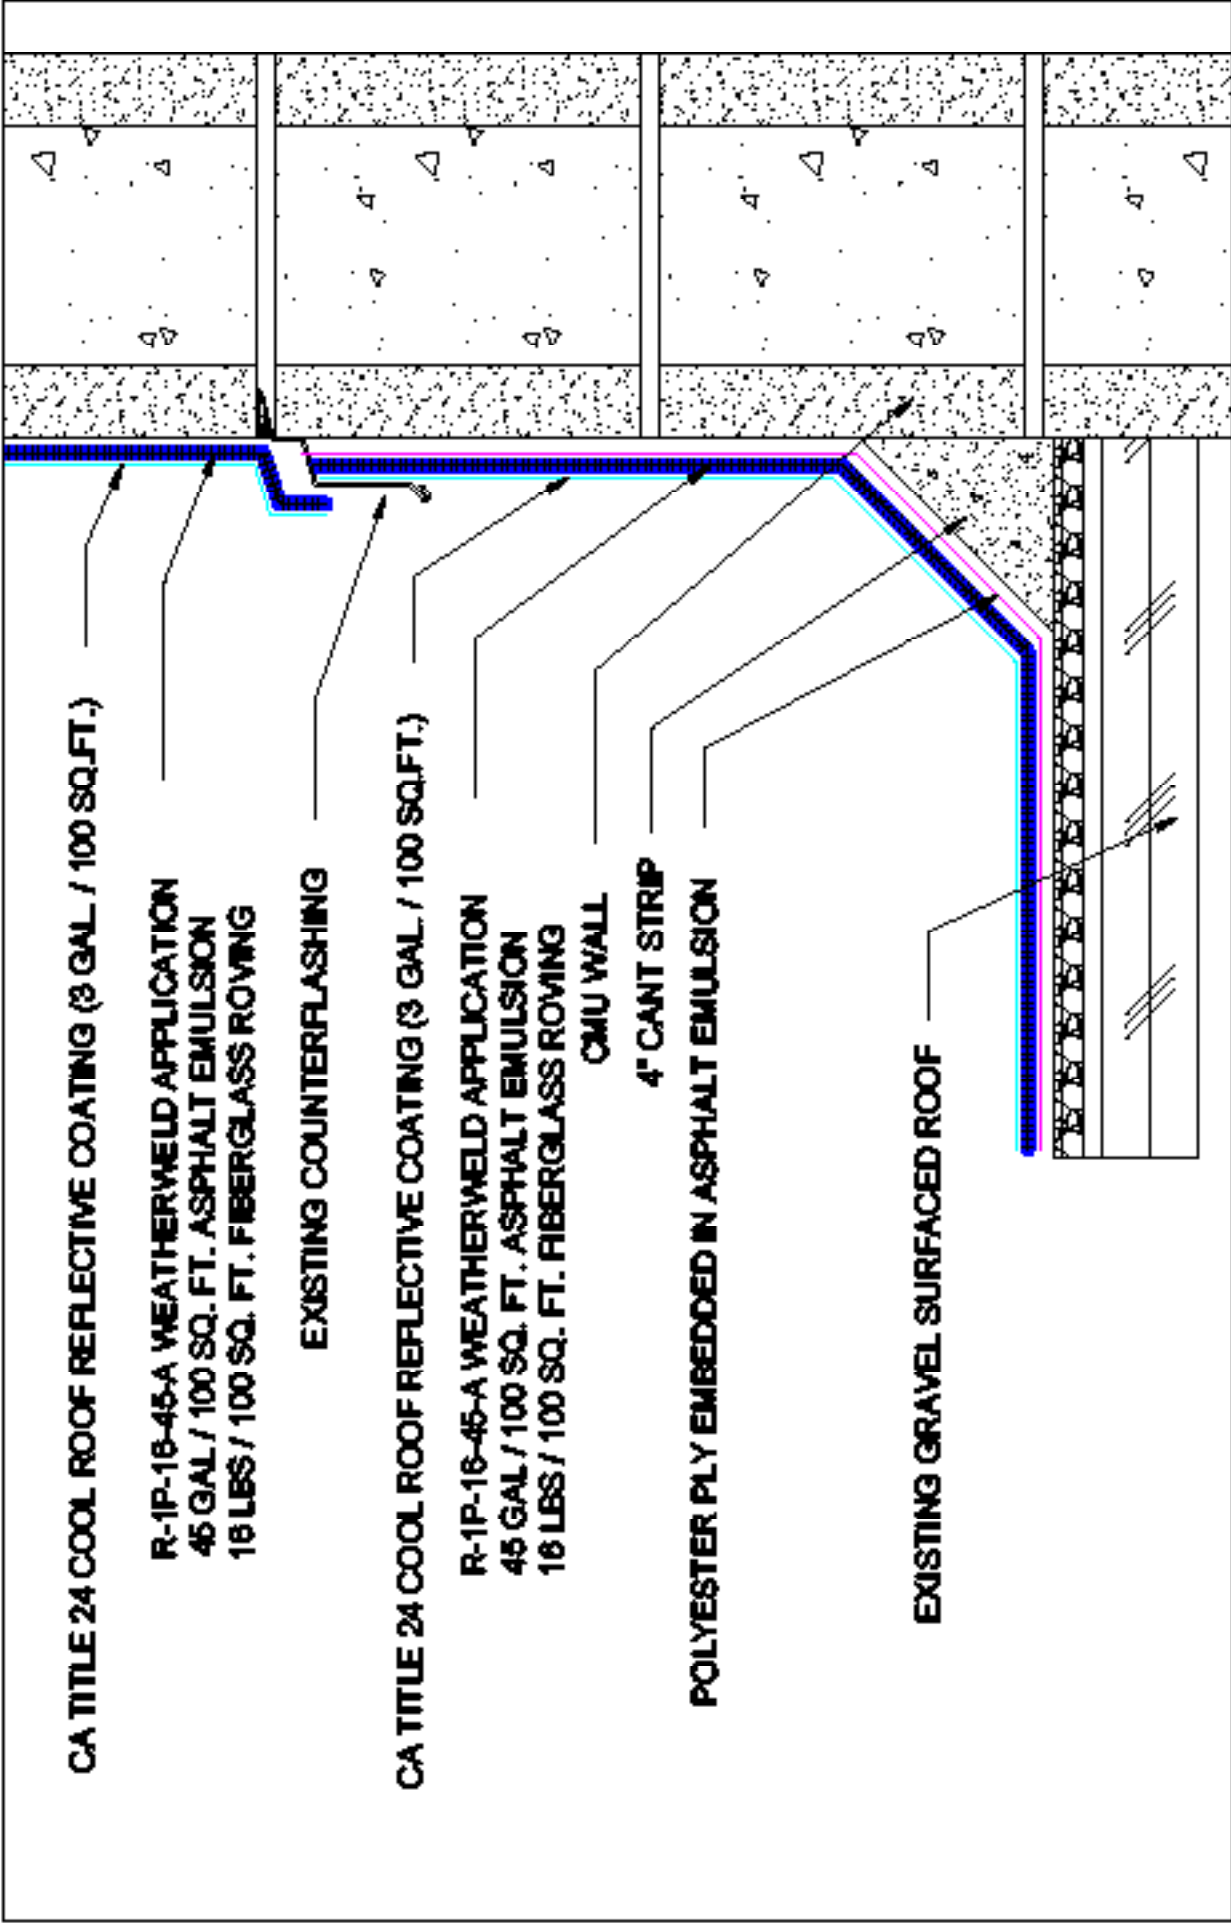 CA TITLE 24 COOL ROOF REFLECTIVE COATING (3 GAL. / 100 SQ.FT.)
R-1P-16-45-A WEATHERWELD APPLICATION
45 GAL / 100 SQ. FT. ASPHALT EMULSION
16 LBS / 100 SQ. FT. FIBERGLASS ROVING
EXISTING COUNTERFLASHING
CA TITLE 24 COOL ROOF REFLECTIVE COATING (3 GAL. / 100 SQ.FT.)
R-1P-16-45-A WEATHERWELD APPLICATION
45 GAL / 100 SQ. FT. ASPHALT EMULSION
16 LBS / 100 SQ. FT. FIBERGLASS ROVING
CMU WALL
4" CANT STRIP
POLYESTER PLY EMBEDDED IN ASPHALT EMULSION
EXISTING GRAVEL SURFACED ROOF